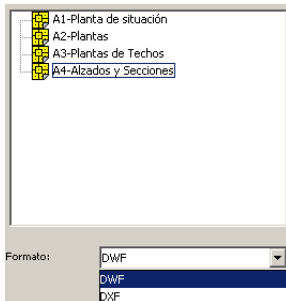 A1-Planta de situación
A2-Plantas
A3-Plantas de Techos
A4-Alzados y Secciones
Formato: DWF
DWF
DXF